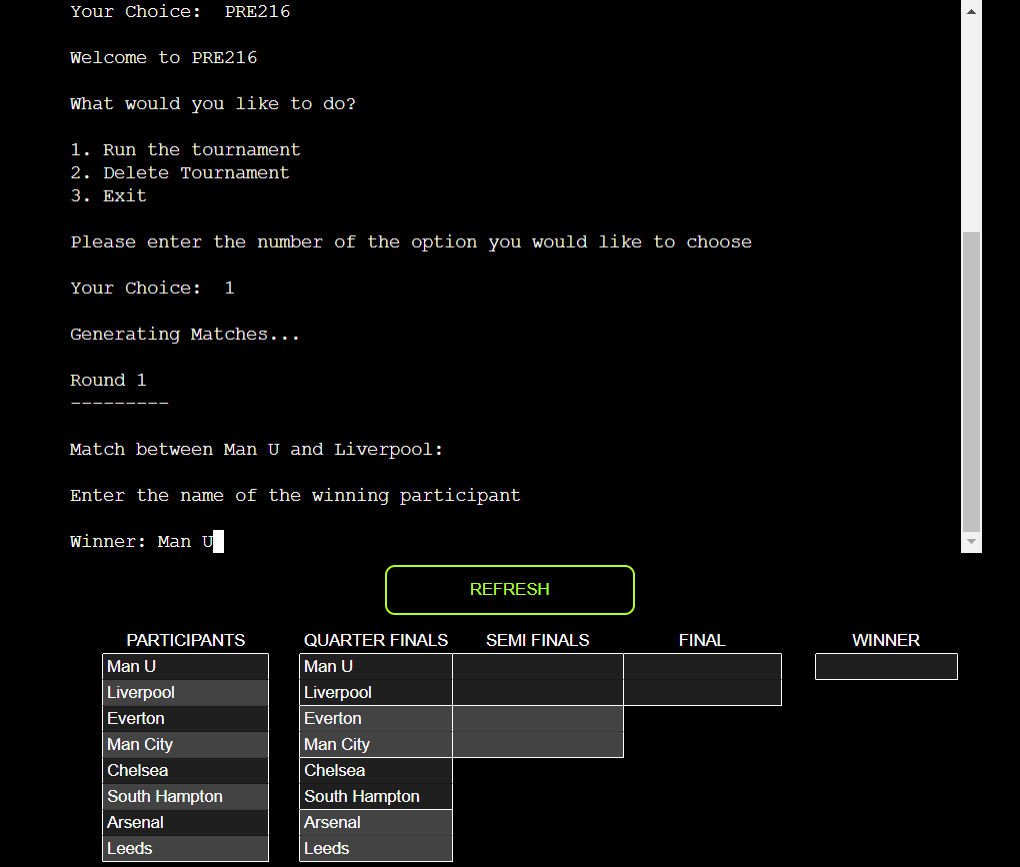 Your Choice:  PRE216
Welcome to PRE216
What would you like to do?
1. Run the tournament
2. Delete Tournament
3. Exit
Please enter the number of the option you would like to choose
Your Choice:  1
Generating Matches...
Round 1
---------
Match between Man U and Liverpool:
Enter the name of the winning participant
Winner: Man U
REFRESH
PARTICIPANTS QUARTER FINALS SEMI FINALS FINAL WINNER
Man U Man U
Liverpool Liverpool
Everton Everton
Man City Man City
Chelsea Chelsea
South Hampton South Hampton
Arsenal Arsenal
Leeds Leeds